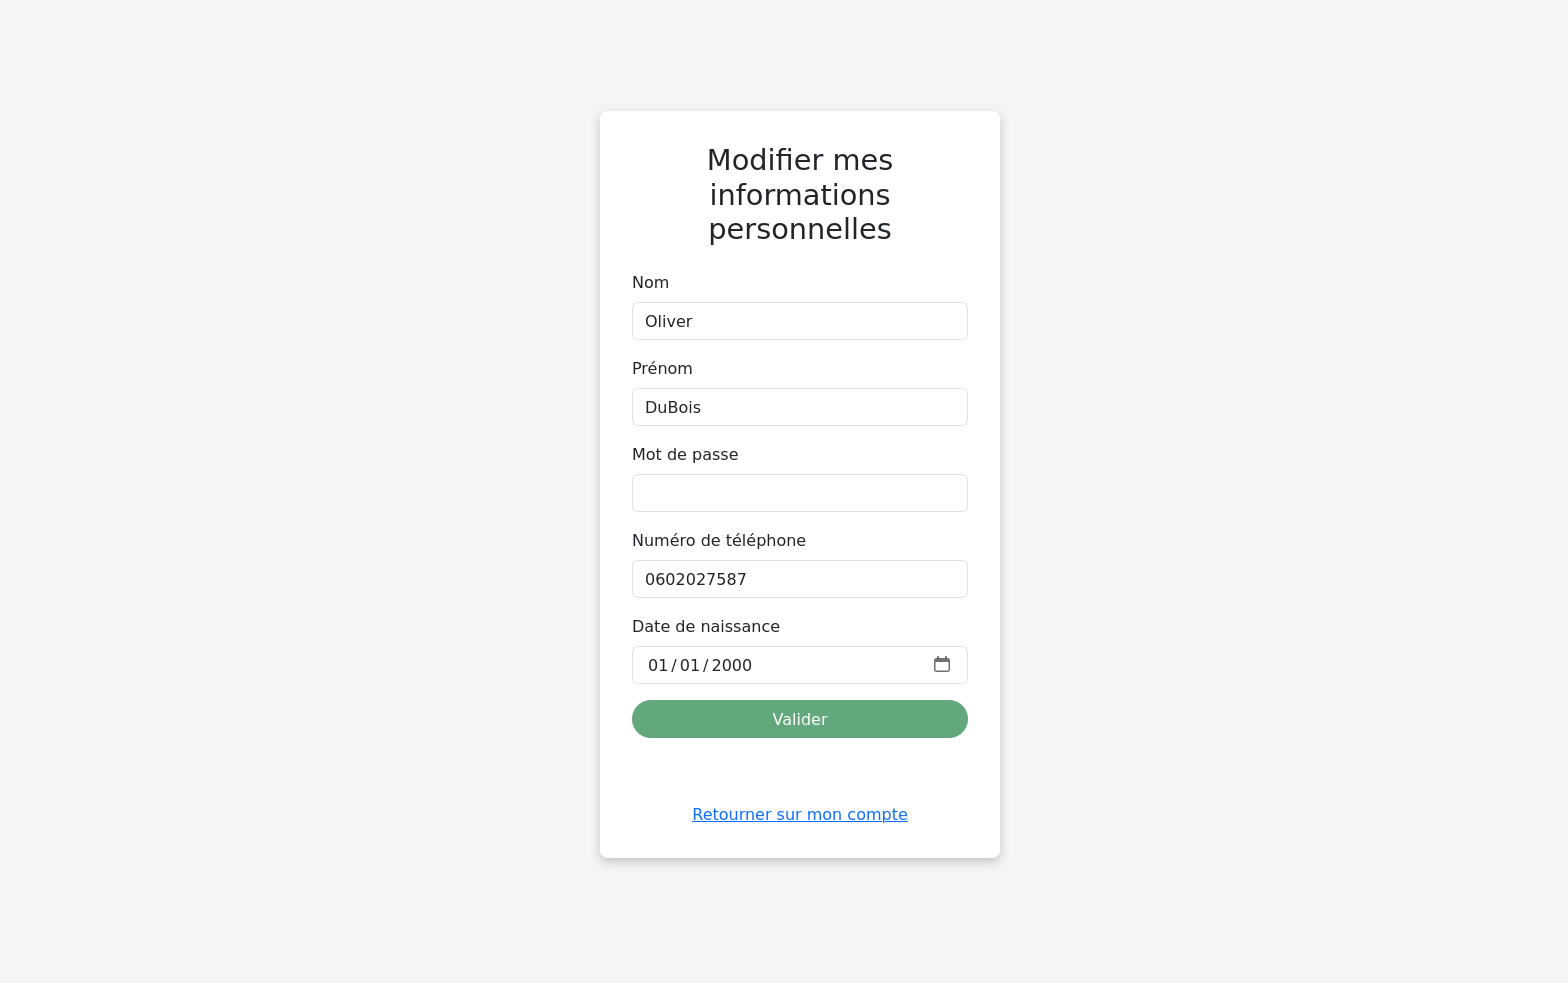 Modifier mes
informations
personnelles
Nom
Oliver
Prénom
DuBois
Mot de passe
Numéro de téléphone
0602027587
Date de naissance
01/01/2000
Valider
Retourner sur mon compte